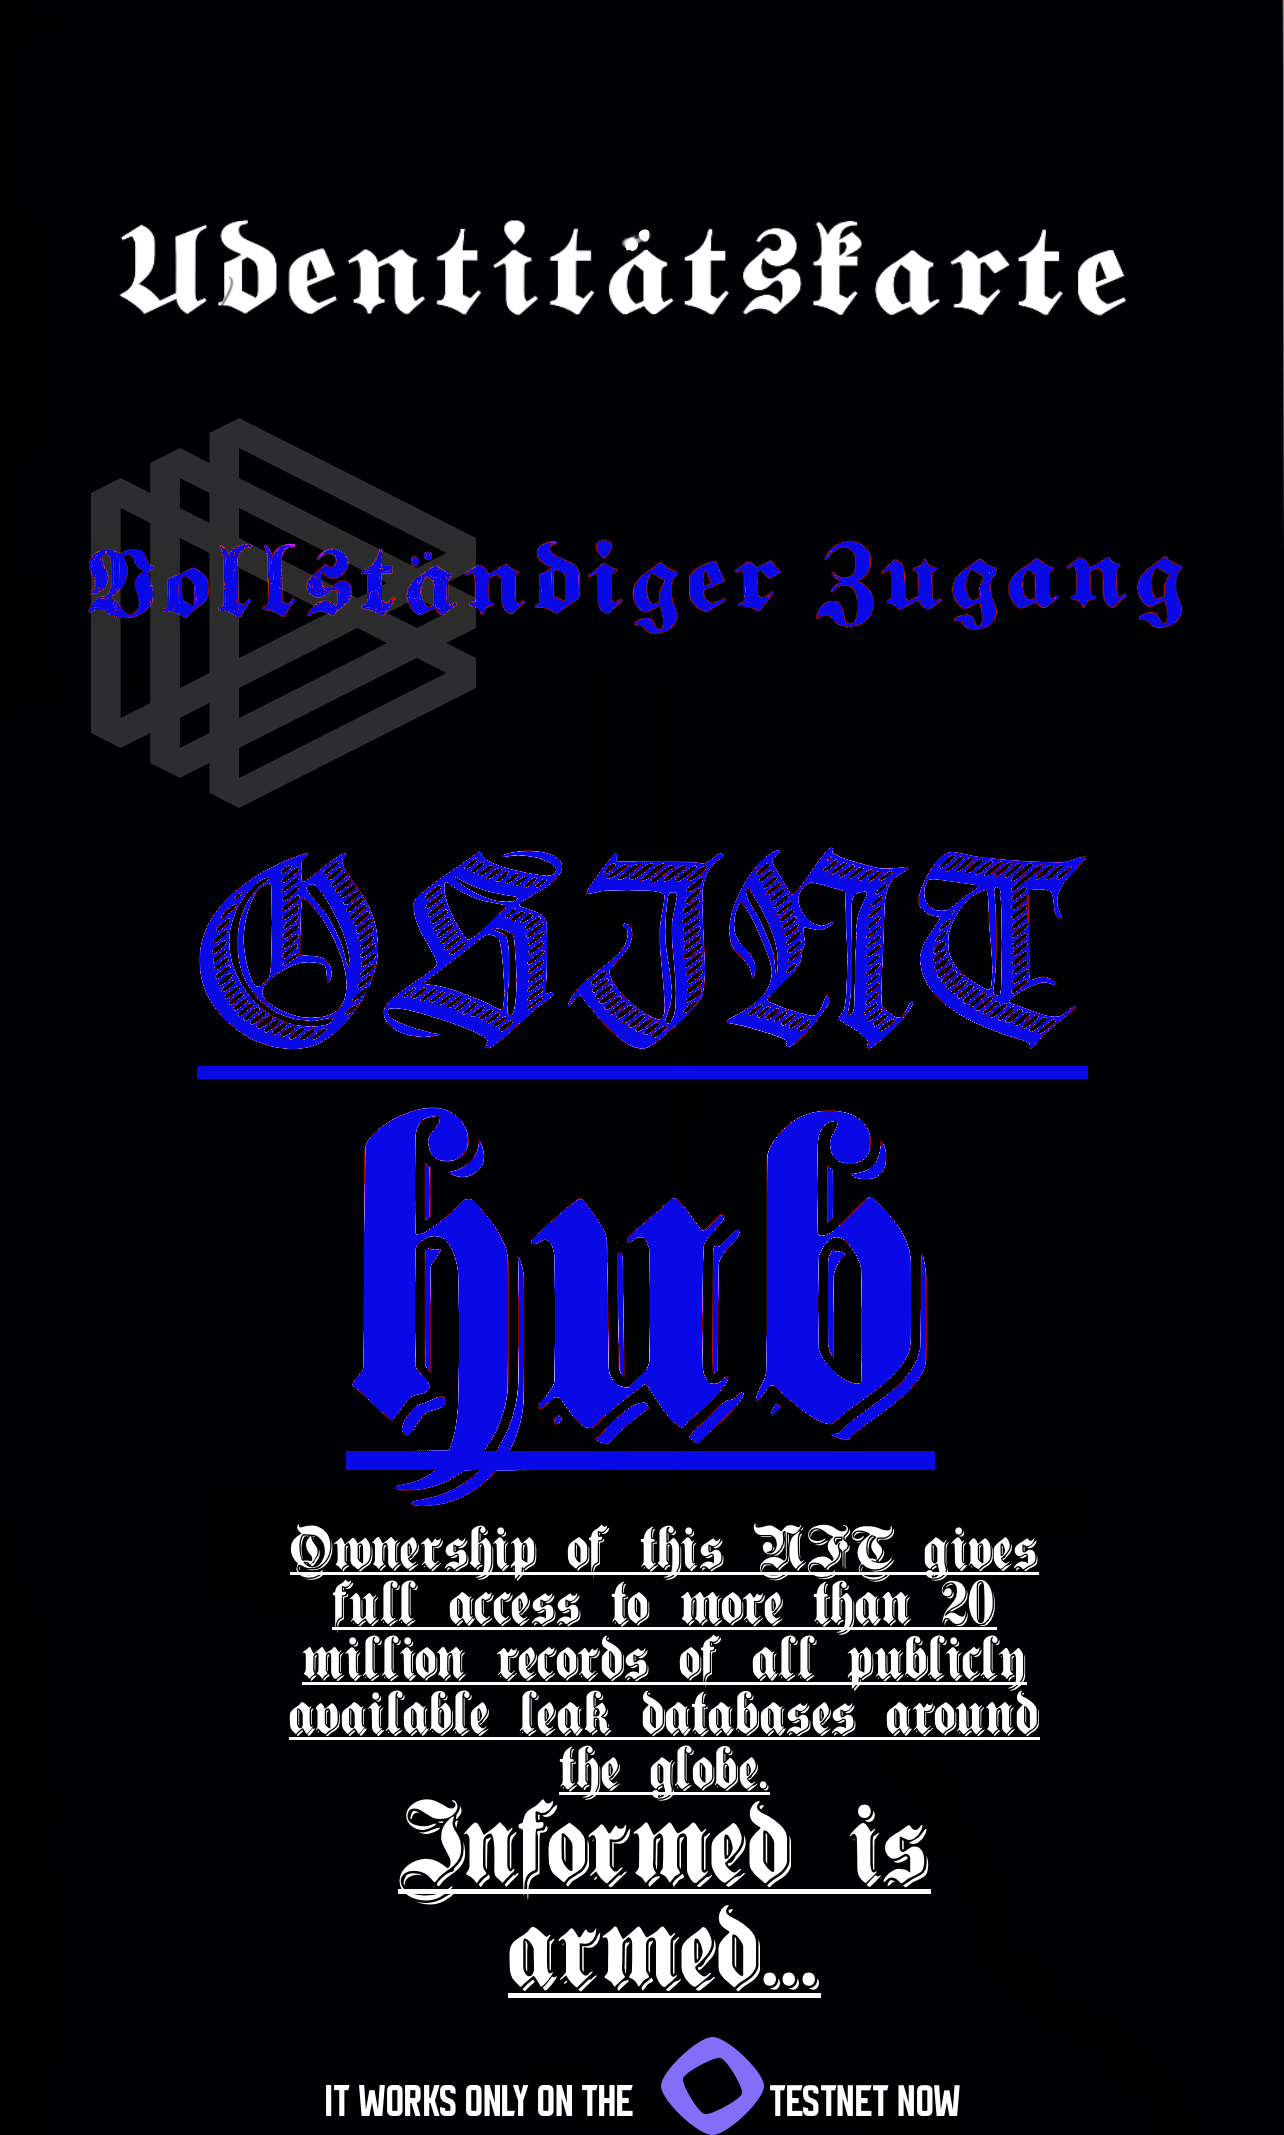 Udentitätskarte
Vollständiger Zugang
OSINT
hub
Ownership of this NFT gives
full access to more than 20
million records of all publicly
available leak databases around
the globe.
Informed is
armed...
IT WORKS ONLY ON THE TESTNET NOW